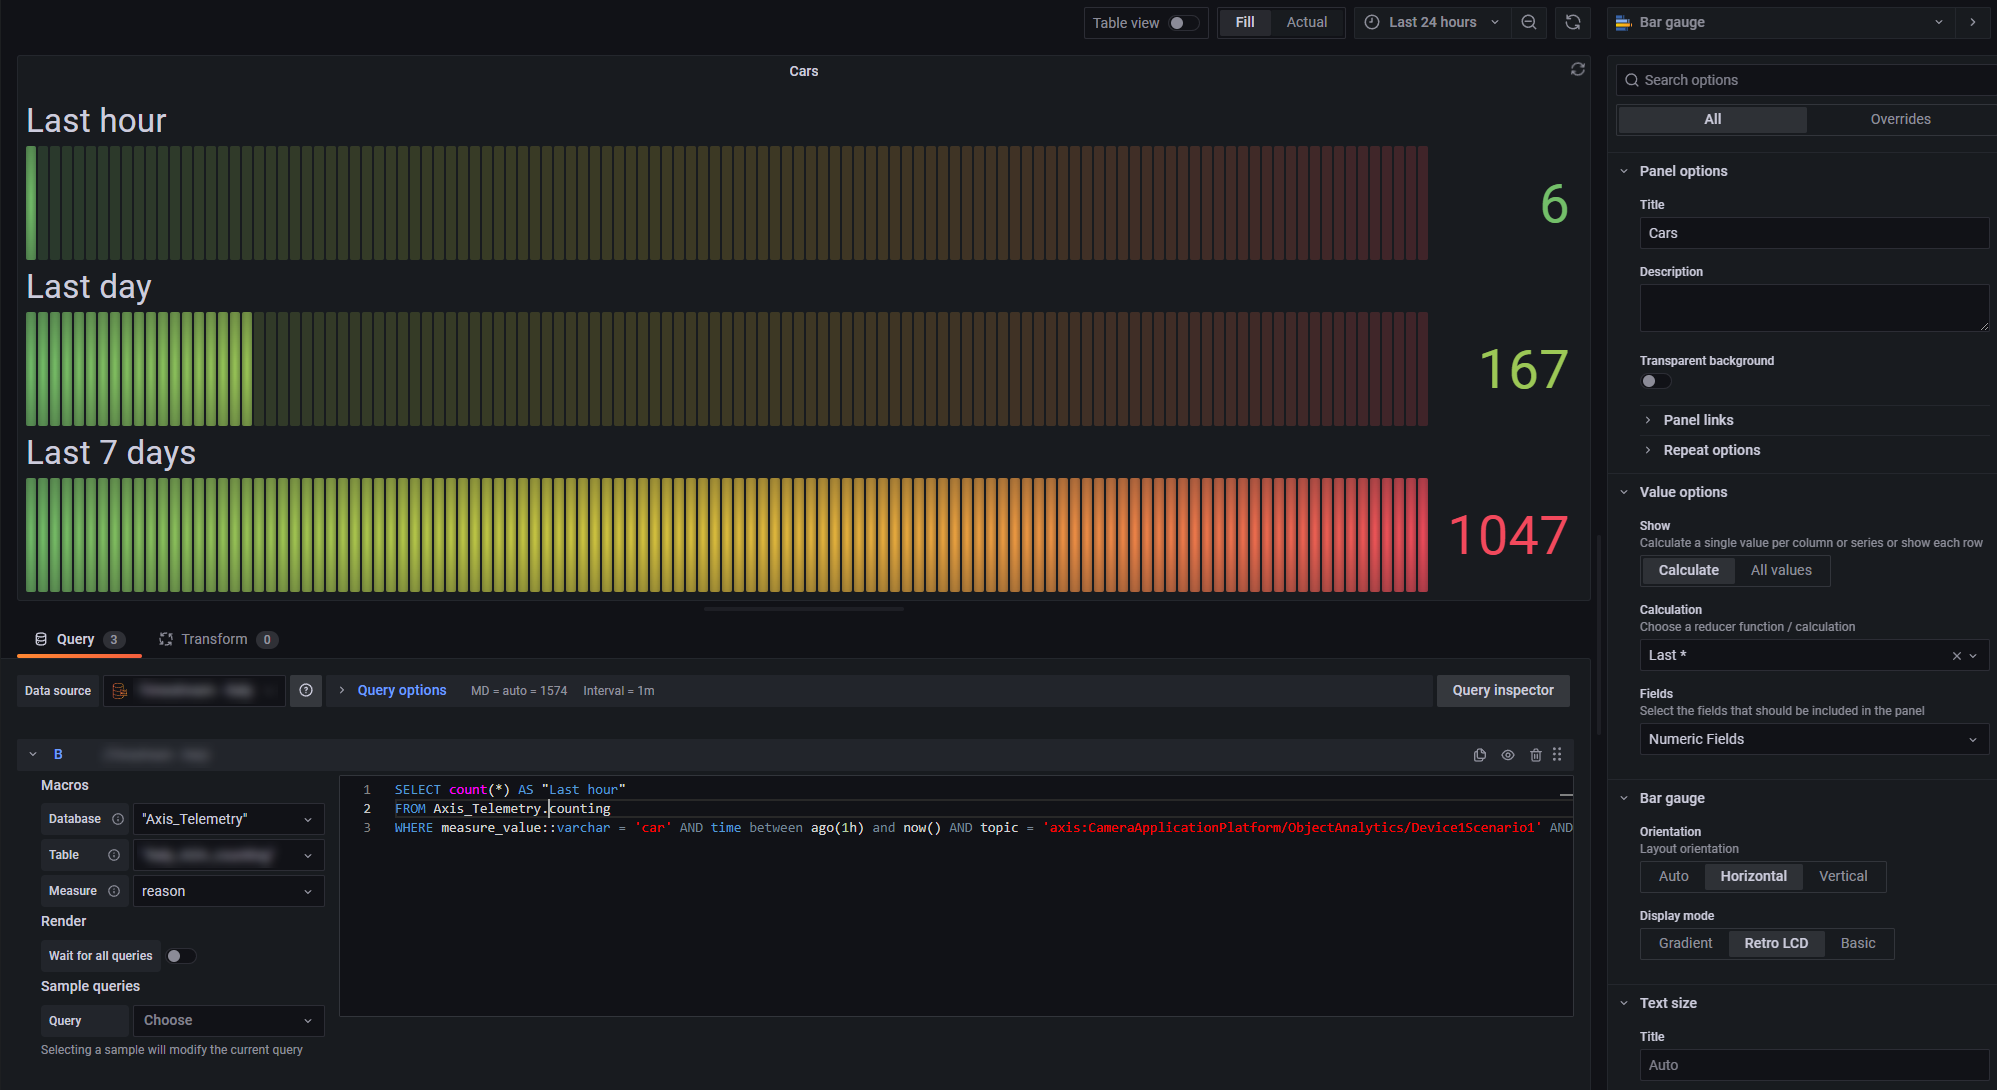 Table view
Fill
Actual
Last 24 hours
Bar gauge
Cars
Last hour
6
Last day
167
Last 7 days
1047
Search options
All
Overrides
Panel options
Title
Cars
Description
Transparent background
Panel links
Repeat options
Value options
Show
Calculate a single value per column or series or show each row
Calculate
All values
Calculation
Choose a reducer function / calculation
Last *
Fields
Select the fields that should be included in the panel
Numeric Fields
Bar gauge
Orientation
Layout orientation
Auto
Horizontal
Vertical
Display mode
Gradient
Retro LCD
Basic
Text size
Title
Auto
Query 3
Transform 0
Data source
Query options
MD = auto = 1574
Interval = 1m
Query inspector
B
Macros
Database
"Axis_Telemetry"
Table
Measure
reason
Render
Wait for all queries
Sample queries
Query
Choose
Selecting a sample will modify the current query
1 SELECT count(*) AS "Last hour"
2 FROM Axis_Telemetry.counting
3 WHERE measure_value::varchar = 'car' AND time between ago(1h) and now() AND topic = 'axis:CameraApplicationPlatform/ObjectAnalytics/Device1Scenario1' AND